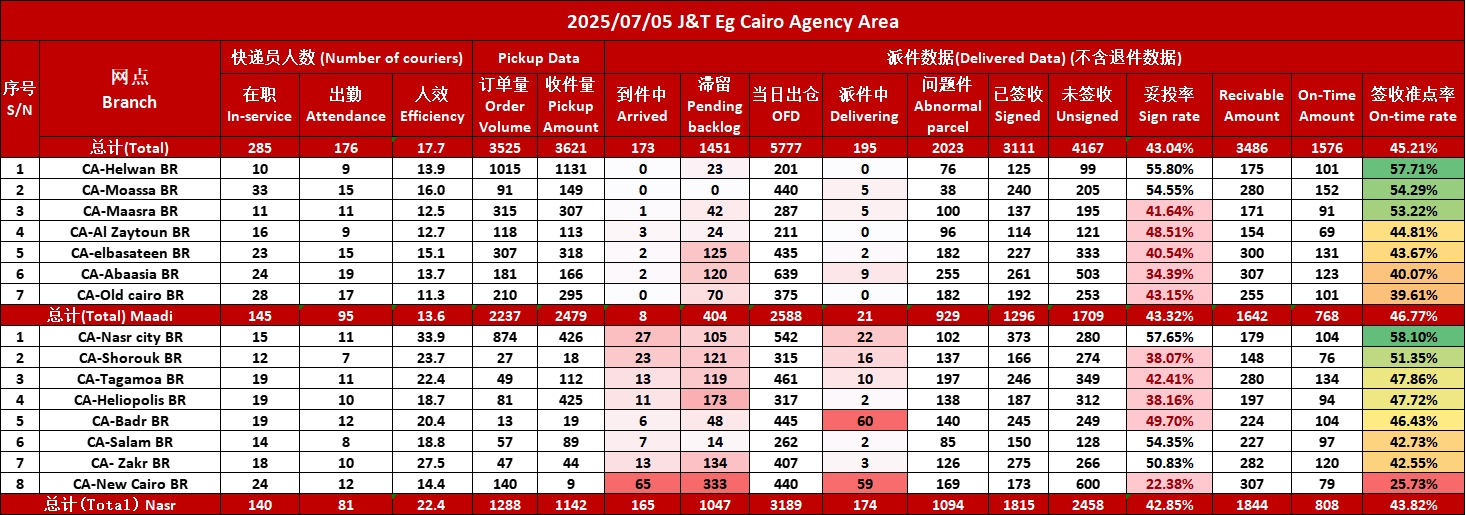 2025/07/05 J&T Eg Cairo Agency Area
序号 S/N 网点 Branch 快递员人数 (Number of couriers) Pickup Data 派件数据(Delivered Data) (不含退件数据)
在职 In-service 出勤 Attendance 人效 Efficiency 订单量 Order Volume 收件量 Pickup Amount 到件中 Arrived 滞留 Pending backlog 当日出仓 OFD 派件中 Delivering 问题件 Abnormal parcel 已签收 Signed 未签收 Unsigned 妥投率 Sign rate Recivable Amount On-Time Amount 签收准点率 On-time rate
总计(Total) 285 176 17.7 3525 3621 173 1451 5777 195 2023 3111 4167 43.04% 3486 1576 45.21%
1 CA-Helwan BR 10 9 13.9 1015 1131 0 23 201 0 76 125 99 55.80% 175 101 57.71%
2 CA-Moassa BR 33 15 16.0 91 149 0 0 440 5 38 240 205 54.55% 280 152 54.29%
3 CA-Maasra BR 11 11 12.5 315 307 1 42 287 5 100 137 195 41.64% 171 91 53.22%
4 CA-Al Zaytoun BR 16 9 12.7 118 113 3 24 211 0 96 114 121 48.51% 154 69 44.81%
5 CA-elbasateen BR 23 15 15.1 307 318 2 125 435 2 182 227 333 40.54% 300 131 43.67%
6 CA-Abaasia BR 24 19 13.7 181 166 2 120 639 9 255 261 503 34.39% 307 123 40.07%
7 CA-Old cairo BR 28 17 11.3 210 295 0 70 375 0 182 192 253 43.15% 255 101 39.61%
总计(Total) Maadi 145 95 13.6 2237 2479 8 404 2588 21 929 1296 1709 43.32% 1642 768 46.77%
1 CA-Nasr city BR 15 11 33.9 874 426 27 105 542 22 102 373 280 57.65% 179 104 58.10%
2 CA-Shorouk BR 12 7 23.7 27 18 23 121 315 16 137 166 274 38.07% 148 76 51.35%
3 CA-Tagamoa BR 19 11 22.4 49 112 13 119 461 10 197 246 349 42.41% 280 134 47.86%
4 CA-Heliopolis BR 19 10 18.7 81 425 11 173 317 2 138 187 312 38.16% 197 94 47.72%
5 CA-Badr BR 19 12 20.4 13 19 6 48 445 60 140 245 249 49.70% 224 104 46.43%
6 CA-Salam BR 14 8 18.8 57 89 7 14 262 2 85 150 128 54.35% 227 97 42.73%
7 CA- Zakr BR 18 10 27.5 47 44 13 134 407 3 126 275 266 50.83% 282 120 42.55%
8 CA-New Cairo BR 24 12 14.4 140 9 65 333 440 59 169 173 600 22.38% 307 79 25.73%
总计(Total) Nasr 140 81 22.4 1288 1142 165 1047 3189 174 1094 1815 2458 42.85% 1844 808 43.82%